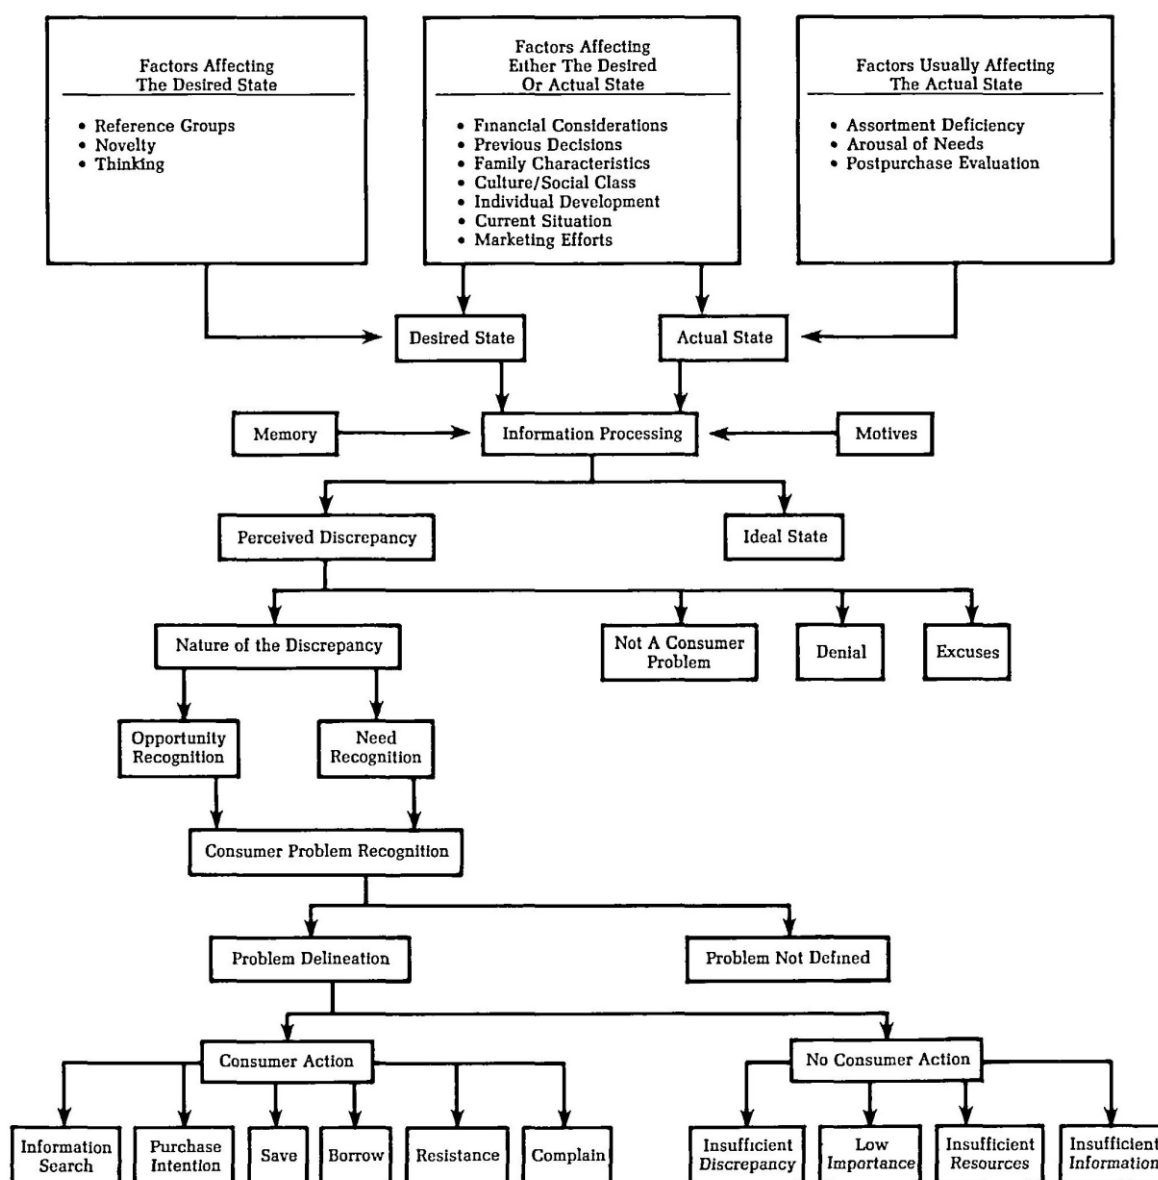 Factors Affecting
The Desired State
• Reference Groups
• Novelty
• Thinking
Factors Affecting
Either The Desired
Or Actual State
• Financial Considerations
• Previous Decisions
• Family Characteristics
• Culture/Social Class
• Individual Development
• Current Situation
• Marketing Efforts
Factors Usually Affecting
The Actual State
• Assortment Deficiency
• Arousal of Needs
• Postpurchase Evaluation
Desired State
Actual State
Memory
Information Processing
Motives
Perceived Discrepancy
Ideal State
Nature of the Discrepancy
Not A Consumer
Problem
Denial
Excuses
Opportunity
Recognition
Need
Recognition
Consumer Problem Recognition
Problem Delineation
Problem Not Defined
Consumer Action
No Consumer Action
Information
Search
Purchase
Intention
Save
Borrow
Resistance
Complain
Insufficient
Discrepancy
Low
Importance
Insufficient
Resources
Insufficient
Information